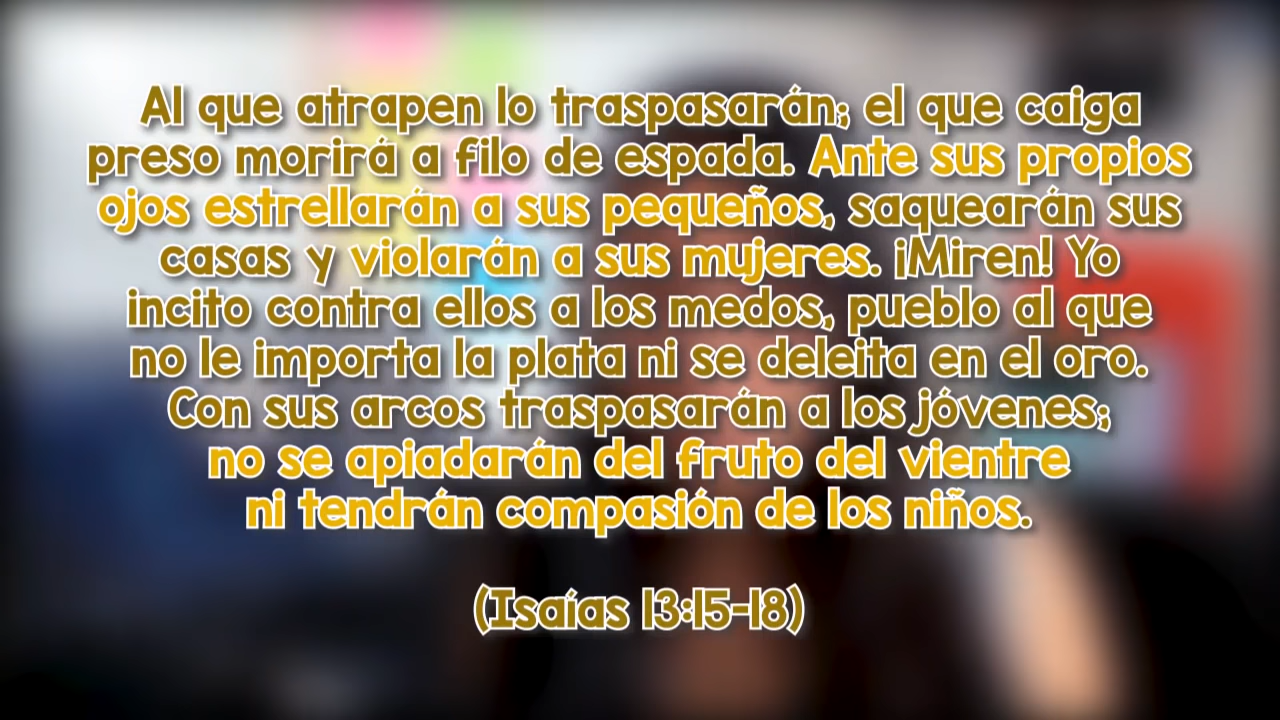 Al que atrapen lo traspasarán; el que caiga
preso morirá a filo de espada. Ante sus propios
ojos estrellarán a sus pequeños, saquearán sus
casas y violarán a sus mujeres. ¡Miren! Yo
incito contra ellos a los medos, pueblo al que
no le importa la plata ni se deleita en el oro.
Con sus arcos traspasarán a los jóvenes;
no se apiadarán del fruto del vientre
ni tendrán compasión de los niños.
(Isaías 13:15-18)